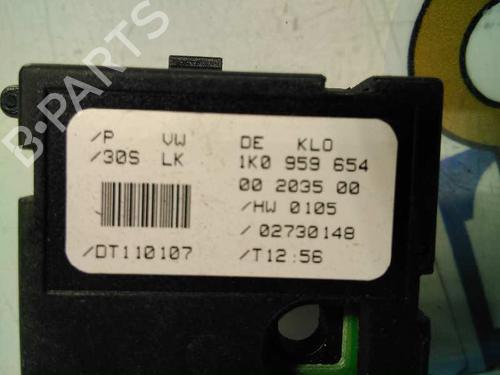 B-PARTS
/P VW DE KLO
/30S LK 1K0 959 654
00 2035 00
/HW 0105
/02730148
/DT110107 /T12:56